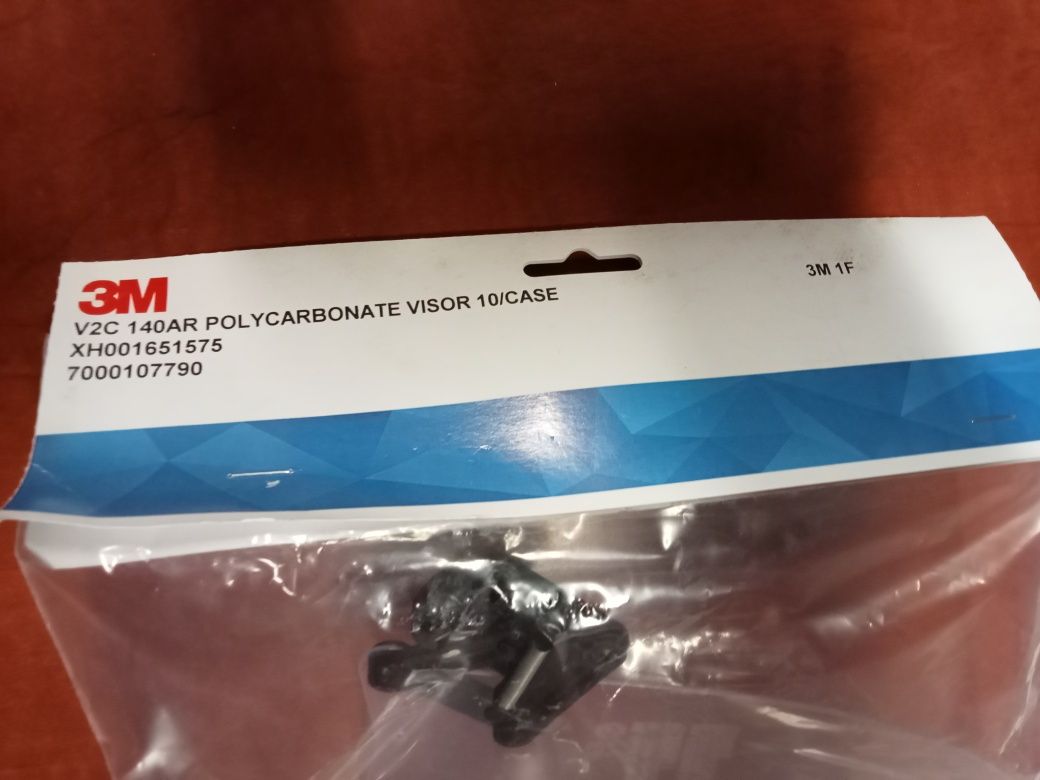 3M
3M 1F
V2C 140AR POLYCARBONATE VISOR 10/CASE
XH001651575
7000107790